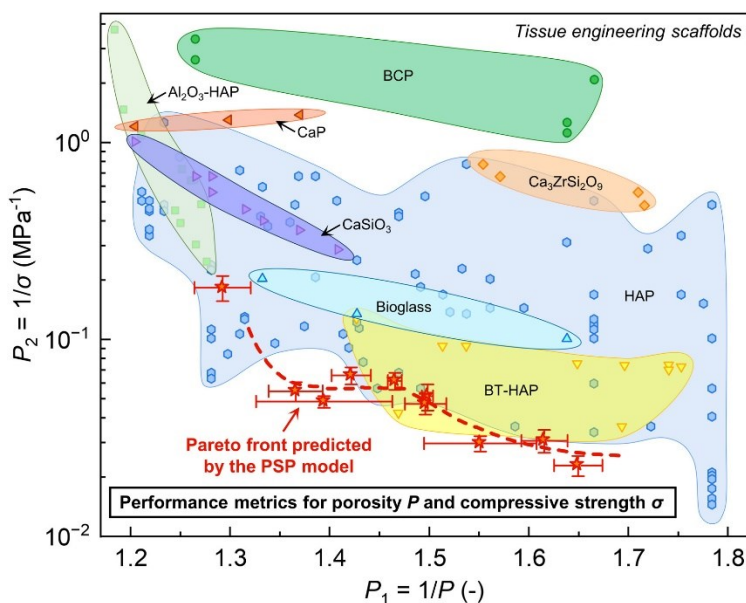 Tissue engineering scaffolds
BCP
Al₂O₃-HAP
CaP
Ca₃ZrSi₂O₉
CaSiO₃
HAP
Bioglass
BT-HAP
Pareto front predicted
by the PSP model
Performance metrics for porosity P and compressive strength σ
10⁰
10⁻¹
10⁻²
P₂ = 1/σ (MPa⁻¹)
1.2 1.3 1.4 1.5 1.6 1.7 1.8
P₁ = 1/P (-)